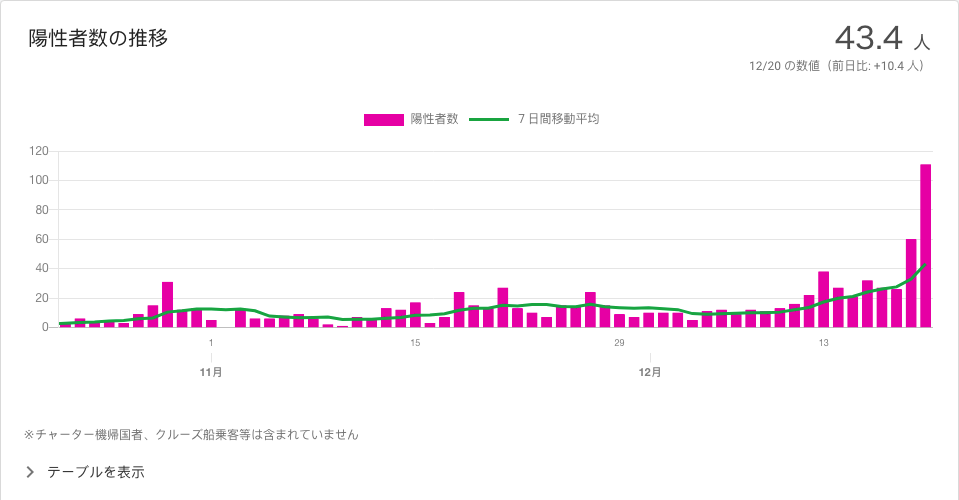 陽性者数の推移
43.4 人
12/20 の数値（前日比: +10.4 人）
陽性者数 7 日間移動平均
120
100
80
60
40
20
0
1 15 29 13
11月 12月
※チャーター機帰国者、クルーズ船乗客等は含まれていません
テーブルを表示